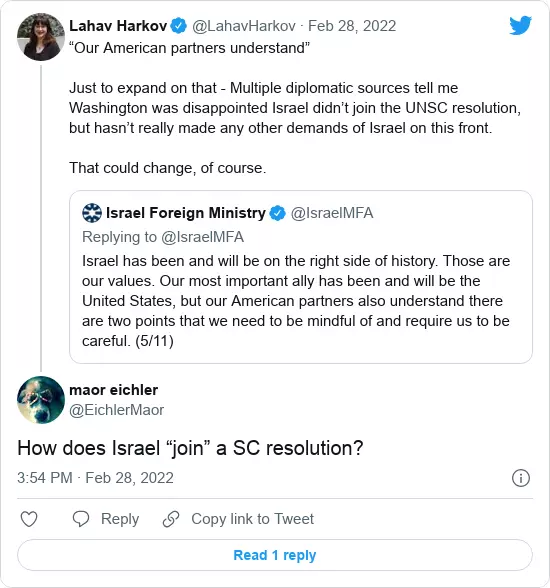 Lahav Harkov @LahavHarkov · Feb 28, 2022
“Our American partners understand”
Just to expand on that - Multiple diplomatic sources tell me
Washington was disappointed Israel didn’t join the UNSC resolution,
but hasn’t really made any other demands of Israel on this front.
That could change, of course.
Israel Foreign Ministry @IsraelMFA
Replying to @IsraelMFA
Israel has been and will be on the right side of history. Those are
our values. Our most important ally has been and will be the
United States, but our American partners also understand there
are two points that we need to be mindful of and require us to be
careful. (5/11)
maor eichler
@EichlerMaor
How does Israel “join” a SC resolution?
3:54 PM · Feb 28, 2022
Reply Copy link to Tweet
Read 1 reply